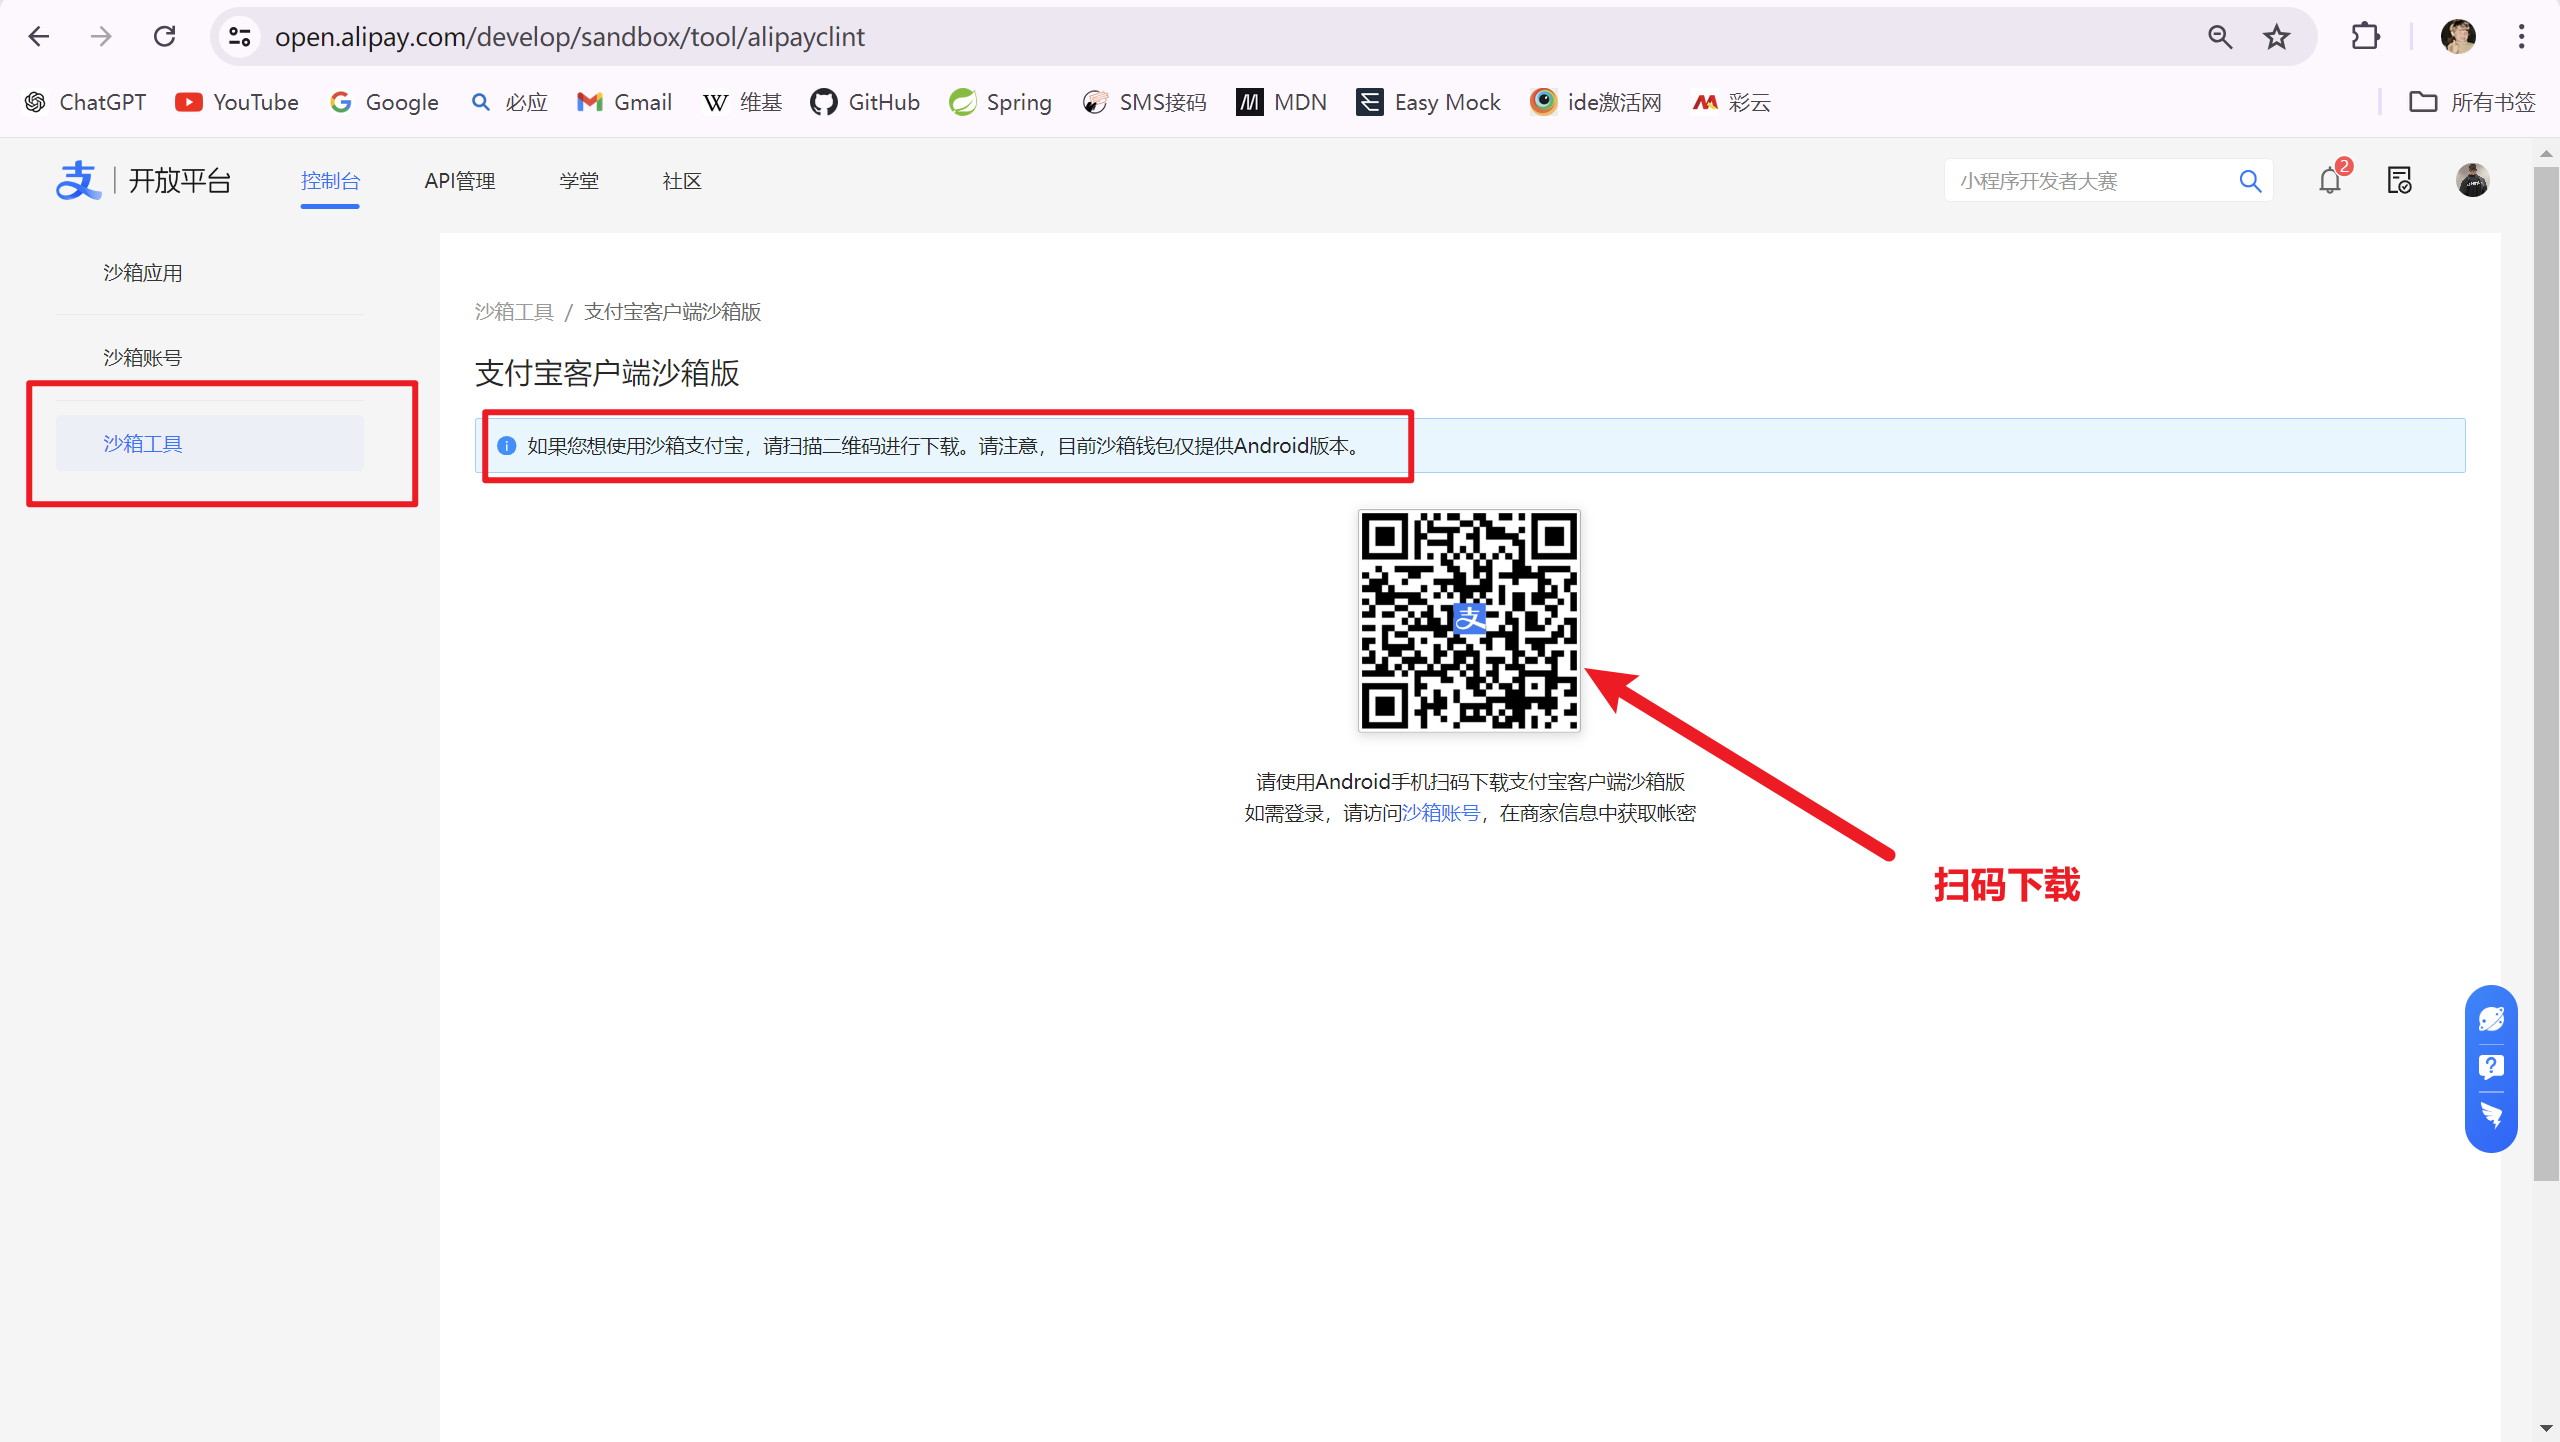 open.alipay.com/develop/sandbox/tool/alipayclint
ChatGPT YouTube Google 必应 Gmail W 维基 GitHub Spring SMS接码 MDN Easy Mock ide激活网 彩云 所有书签
支 开放平台 控制台 API管理 学堂 社区 小程序开发者大赛 2
沙箱应用
沙箱账号
沙箱工具
沙箱工具 / 支付宝客户端沙箱版
支付宝客户端沙箱版
如果您想使用沙箱支付宝，请扫描二维码进行下载。请注意，目前沙箱钱包仅提供Android版本。
支
请使用Android手机扫码下载支付宝客户端沙箱版
如需登录，请访问沙箱账号，在商家信息中获取帐密
扫码下载